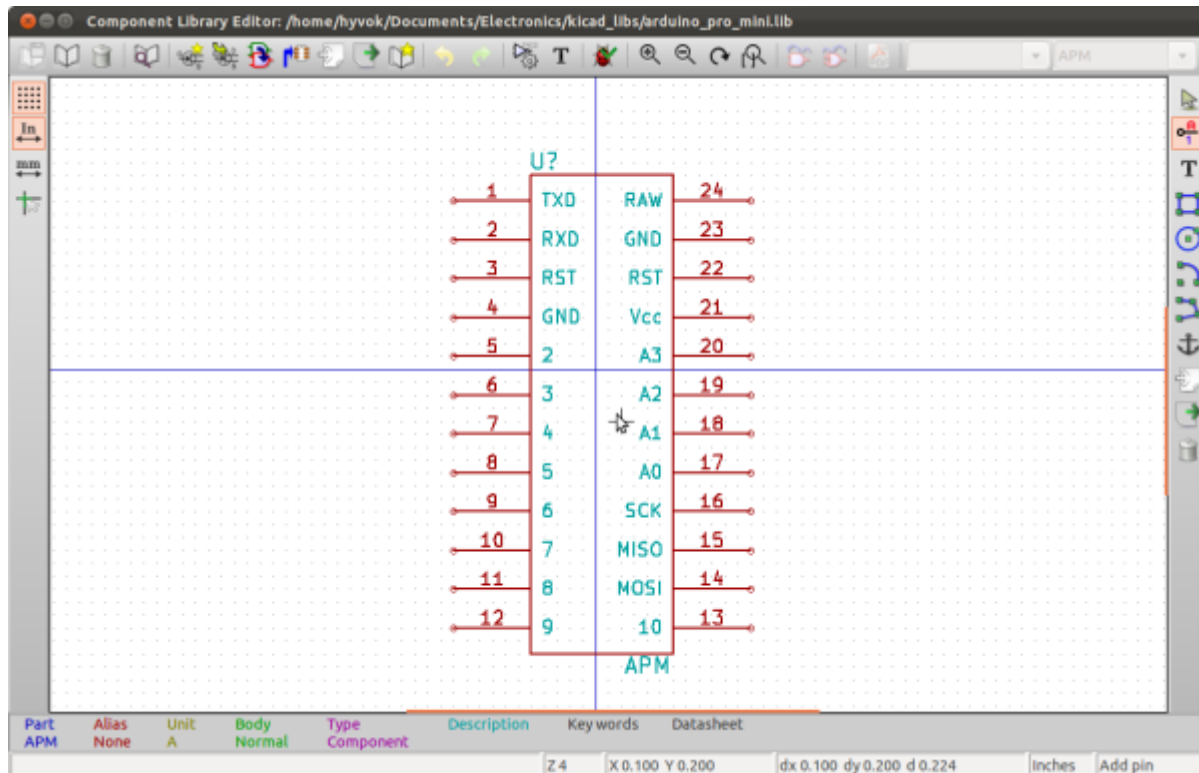 Component Library Editor: /home/hyvok/Documents/Electronics/kicad_libs/arduino_pro_mini.lib
T APM
In
mm
T
U?
1 TXD RAW 24
2 RXD GND 23
3 RST RST 22
4 GND Vcc 21
5 2 A3 20
6 3 A2 19
7 4 A1 18
8 5 A0 17
9 6 SCK 16
10 7 MISO 15
11 8 MOSI 14
12 9 10 13
APM
Part Alias Unit Body Type Description Key words Datasheet
APM None A Normal Component
Z 4 X 0.100 Y 0.200 dx 0.100 dy 0.200 d 0.224 Inches Add pin